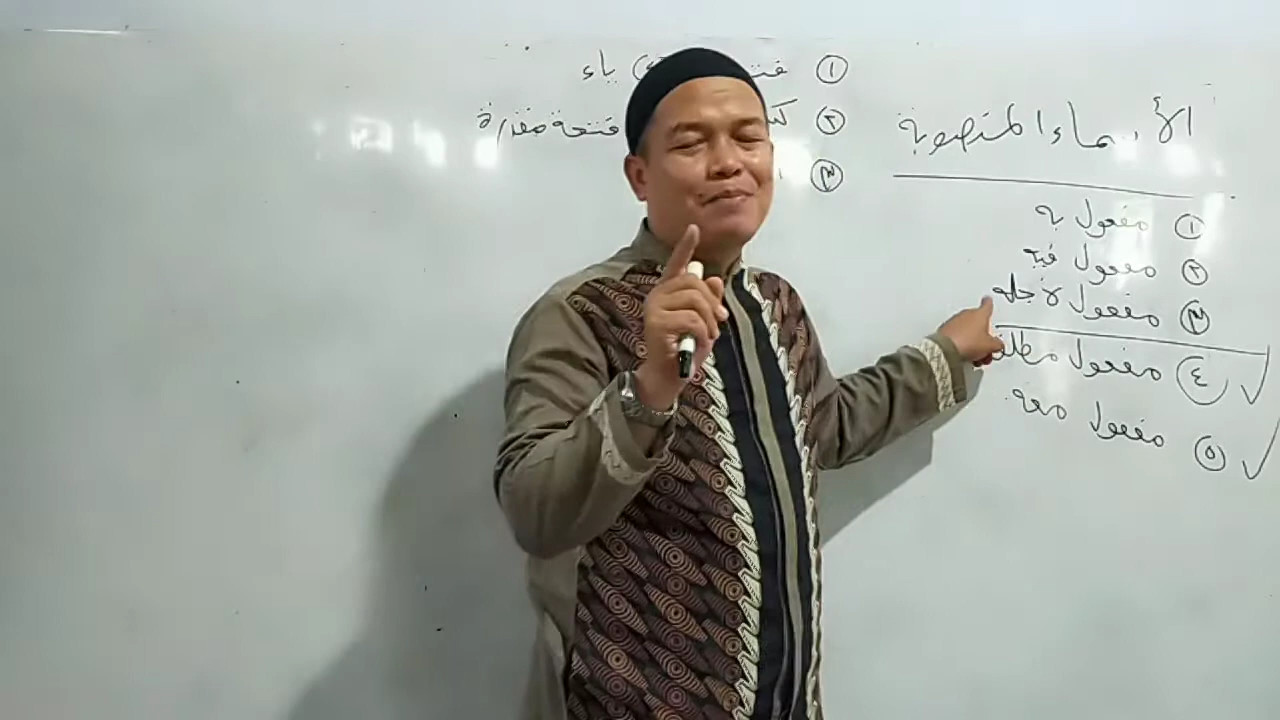 الأسماء المنصوبة
١ مفعول به
٢ مفعول فيه
٣ مفعول لأجله
٤ مفعول مطلق
٥ مفعول معه
١ ياء
٢ فتحة مقدرة
٣